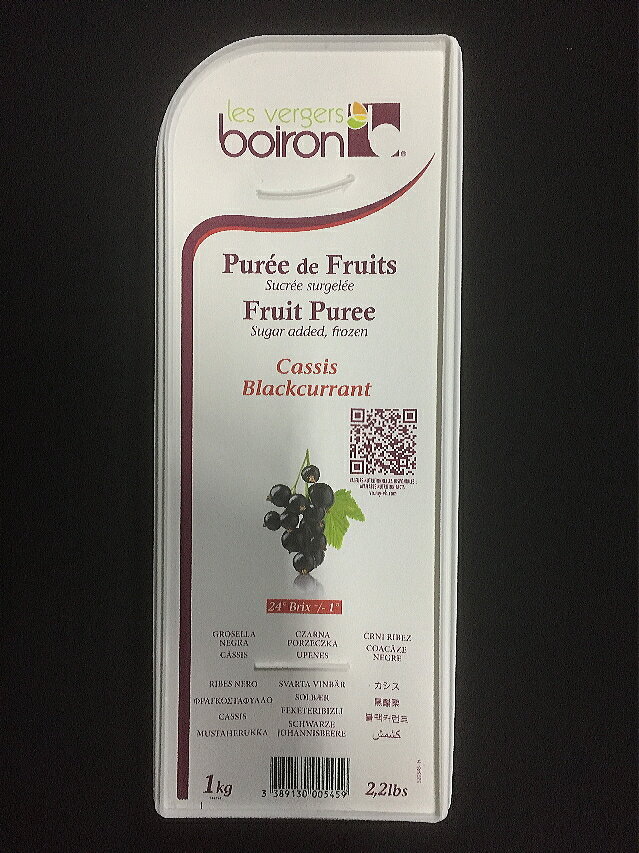 les vergers
boiron
Purée de Fruits
Sucrée surgelée
Fruit Puree
Sugar added, frozen
Cassis
Blackcurrant
24° Brix +/- 1°
GROSELLA NEGRA
CÁSSIS
CZARNA PORZECZKA
UPENES
CRNI RIBEZ
COACĂZE NEGRE
RIBES NERO
ΦΡΑΓΚΟΣΤΑΦΥΛΛΟ
CASSIS
MUSTAHERUKKA
SVARTA VINBÄR
SOLBÆR
FEKETERIBIZLI
SCHWARZE JOHANNISBEERE
カシス
黑醋栗
블랙커런트
كشمش
1kg
3 389130 005459
2,2lbs